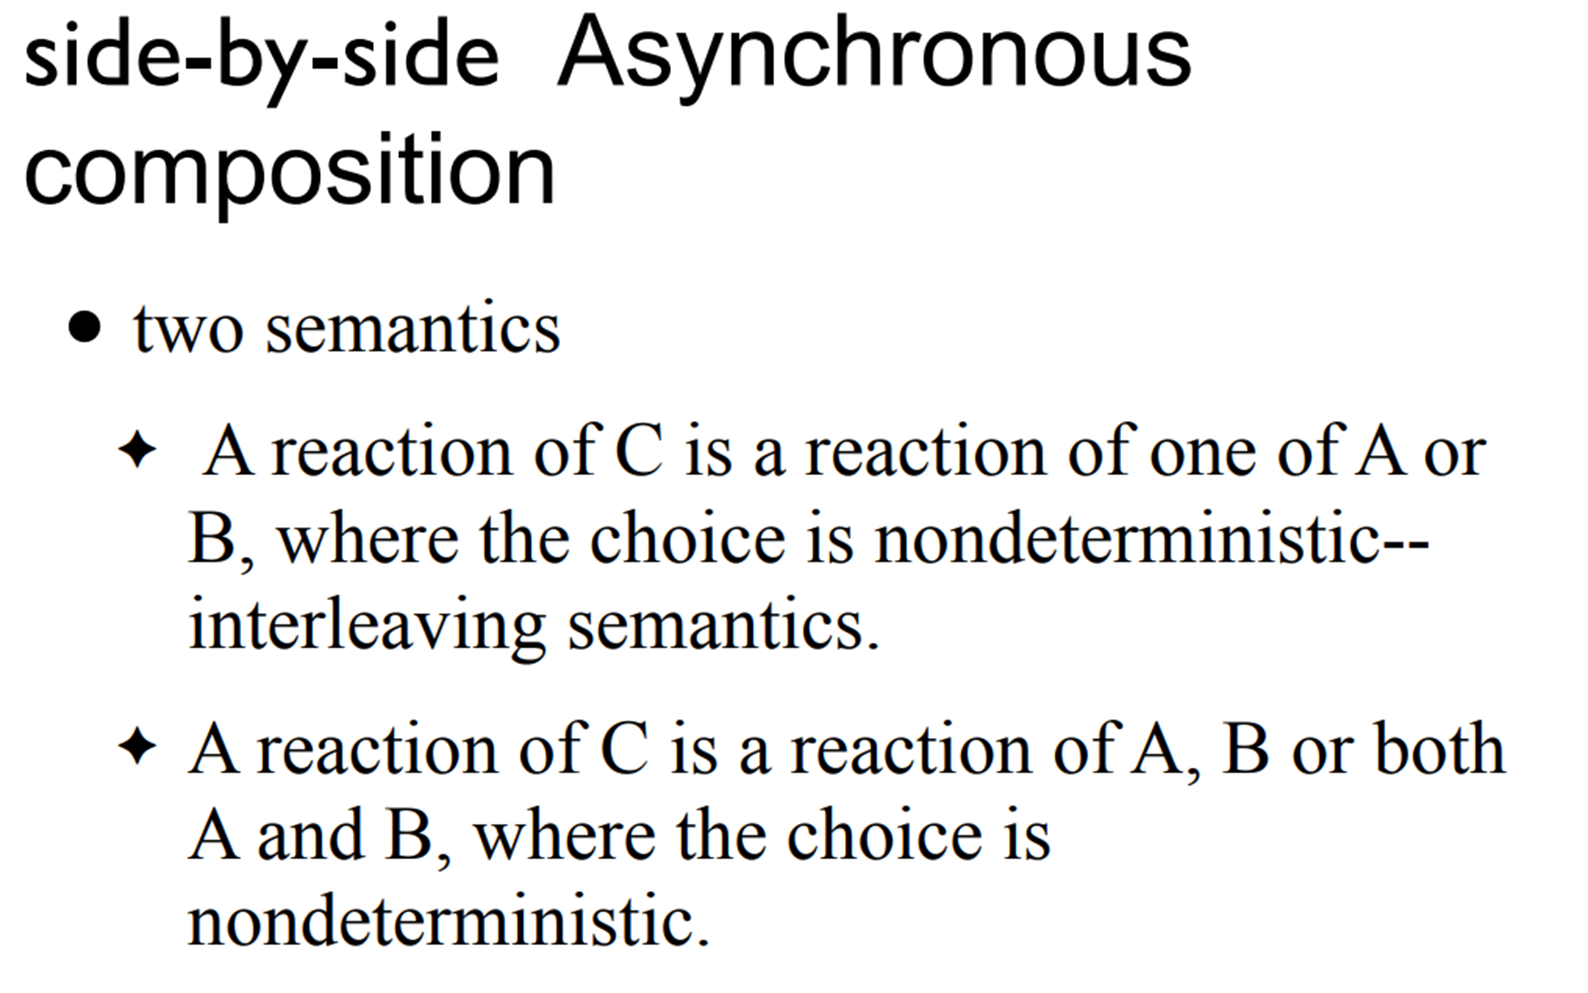 side-by-side Asynchronous
composition
● two semantics
✦ A reaction of C is a reaction of one of A or
B, where the choice is nondeterministic--
interleaving semantics.
✦ A reaction of C is a reaction of A, B or both
A and B, where the choice is
nondeterministic.